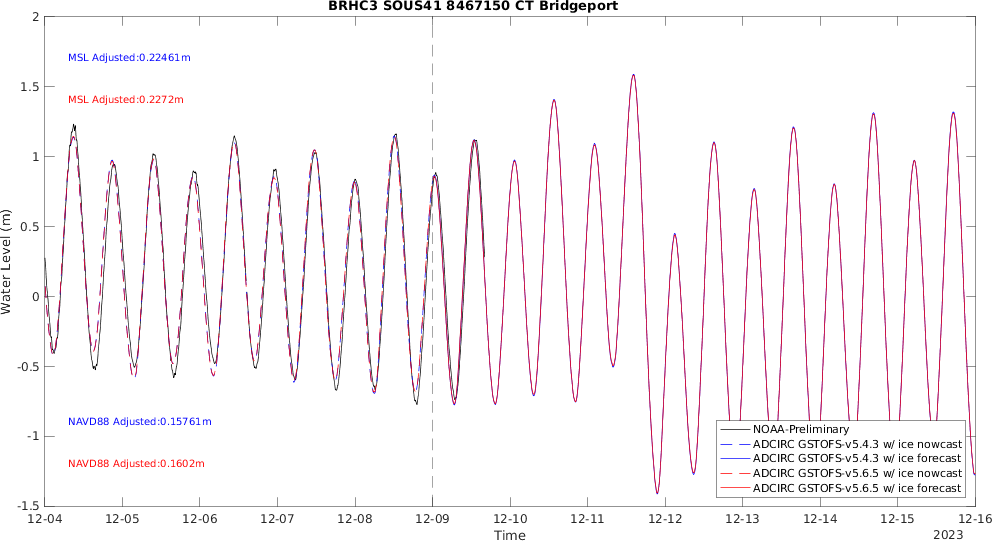 BRHC3 SOUS41 8467150 CT Bridgeport
2
1.5
1
0.5
0
-0.5
-1
-1.5
Water Level (m)
MSL Adjusted:0.22461m
MSL Adjusted:0.2272m
NAVD88 Adjusted:0.15761m
NAVD88 Adjusted:0.1602m
NOAA-Preliminary
ADCIRC GSTOFS-v5.4.3 w/ ice nowcast
ADCIRC GSTOFS-v5.4.3 w/ ice forecast
ADCIRC GSTOFS-v5.6.5 w/ ice nowcast
ADCIRC GSTOFS-v5.6.5 w/ ice forecast
12-04 12-05 12-06 12-07 12-08 12-09 12-10 12-11 12-12 12-13 12-14 12-15 12-16
Time
2023